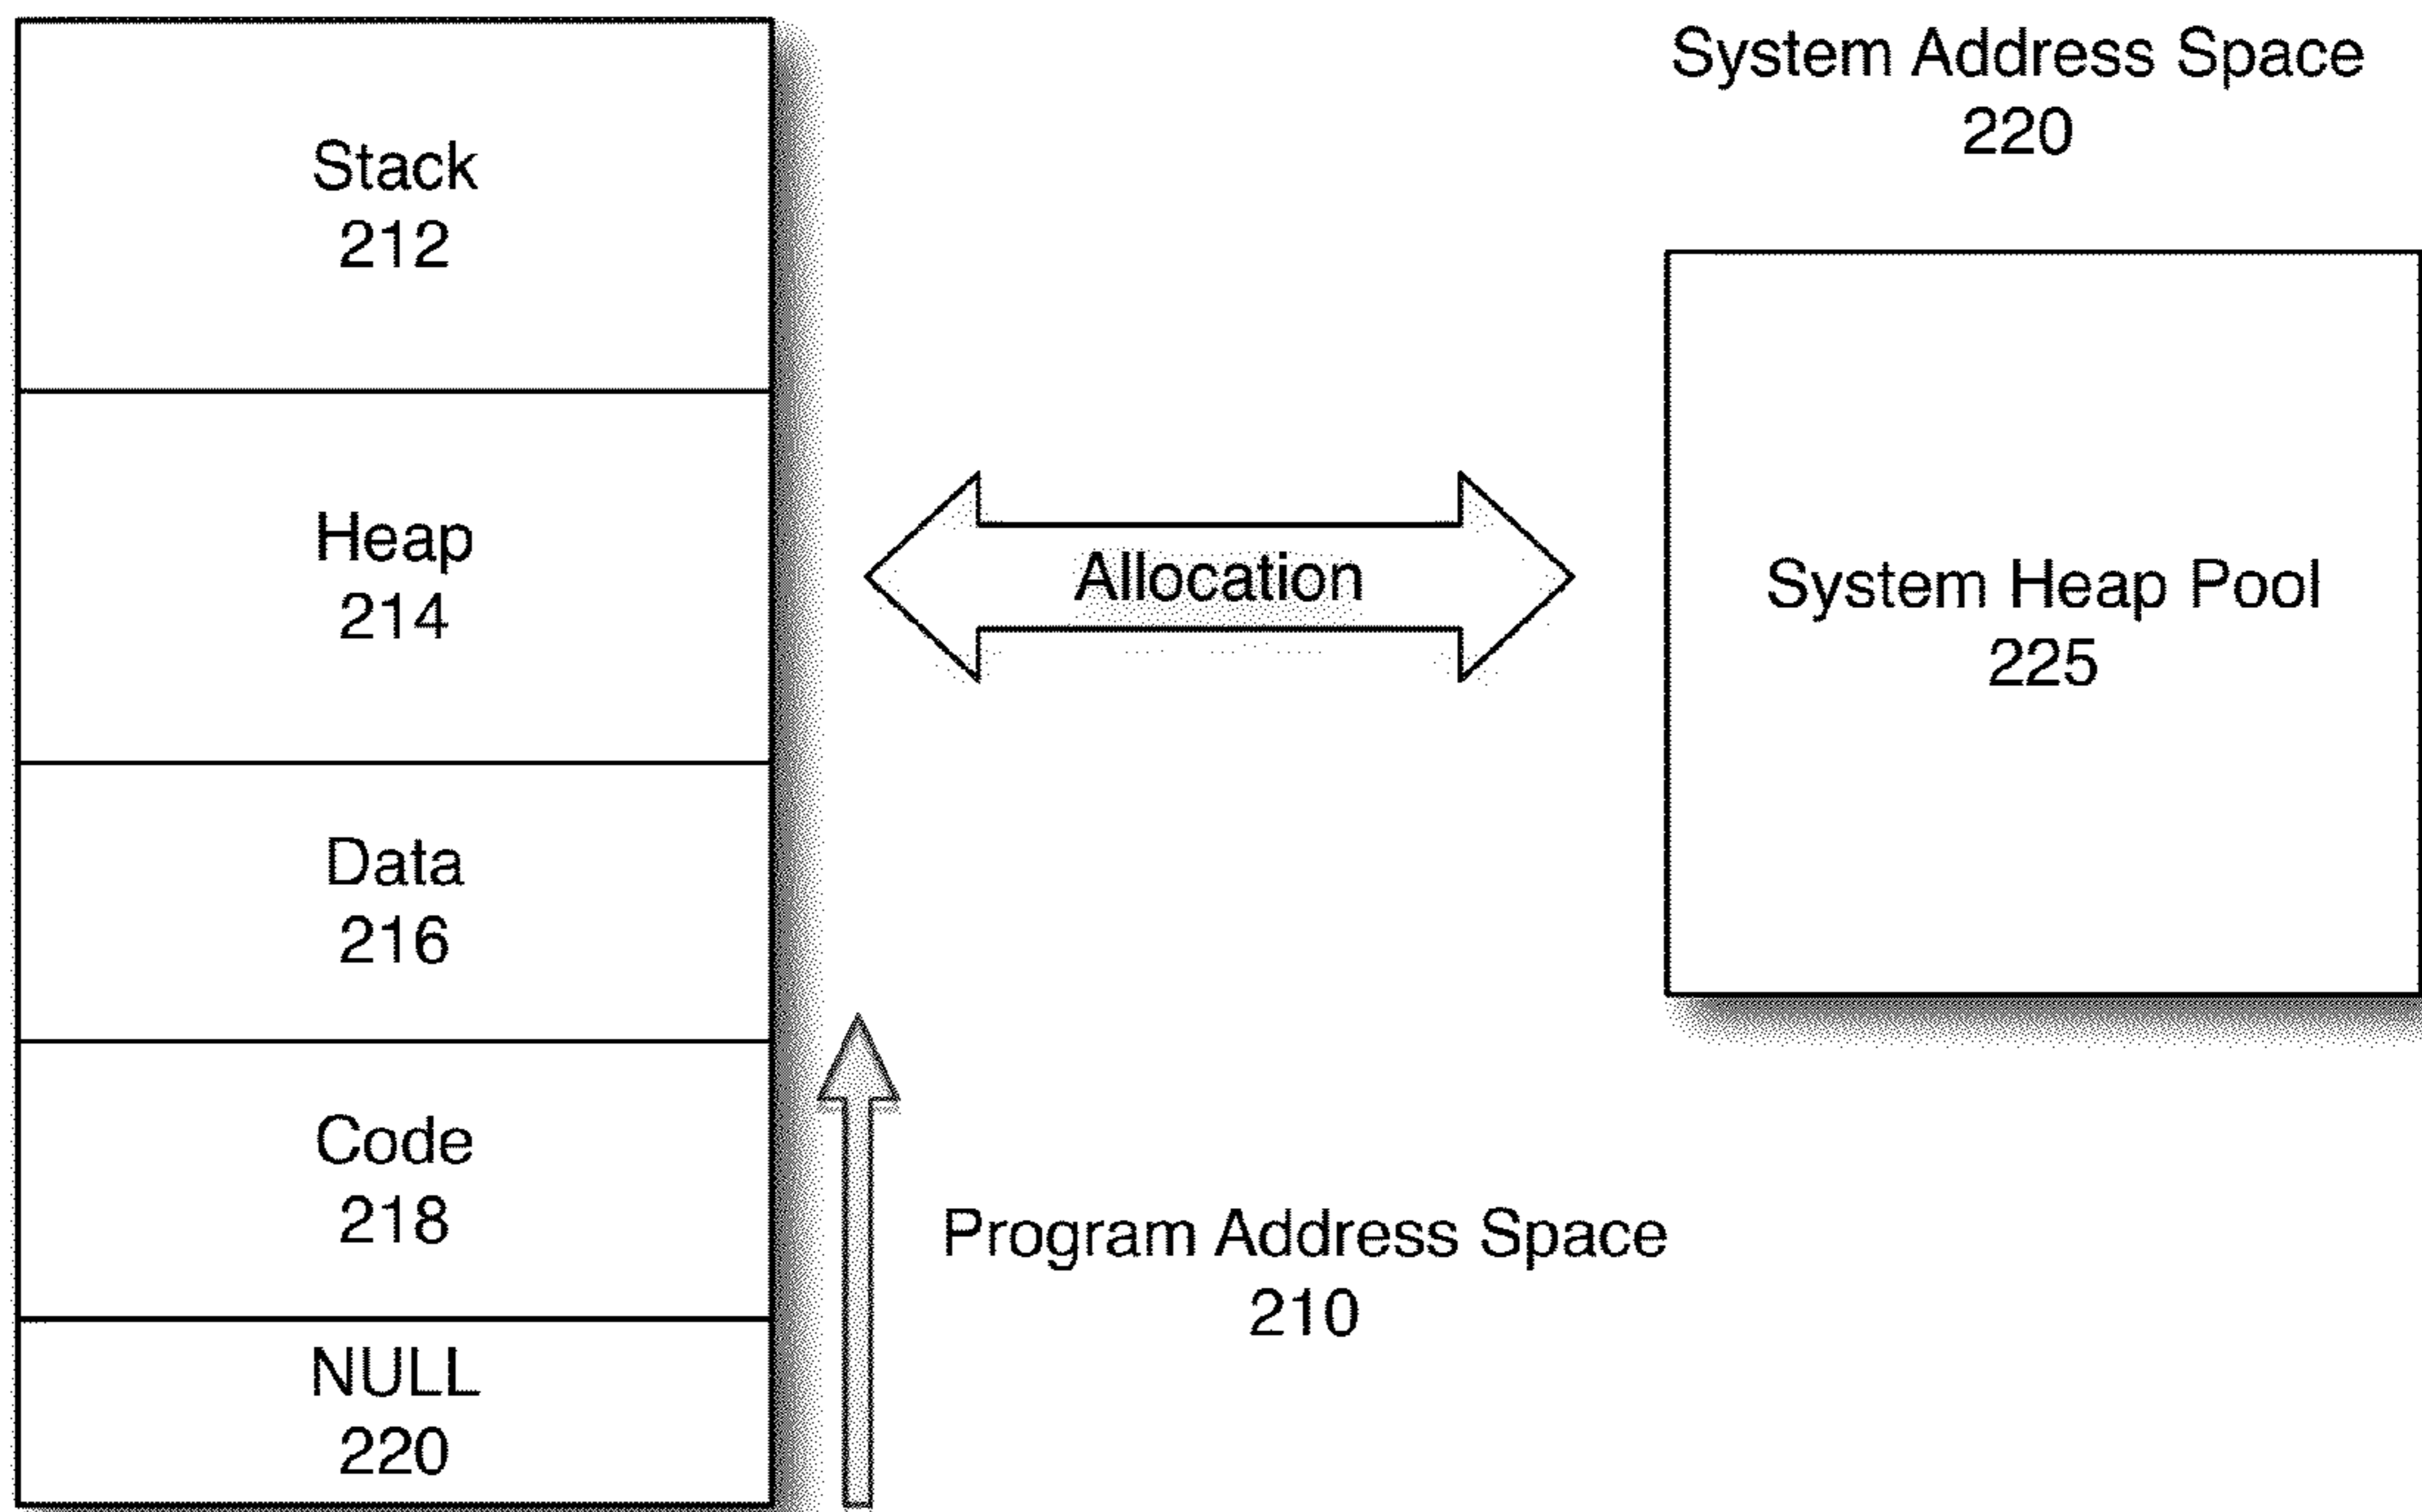 Stack
212
Heap
214
Data
216
Code
218
NULL
220
Allocation
Program Address Space
210
System Address Space
220
System Heap Pool
225